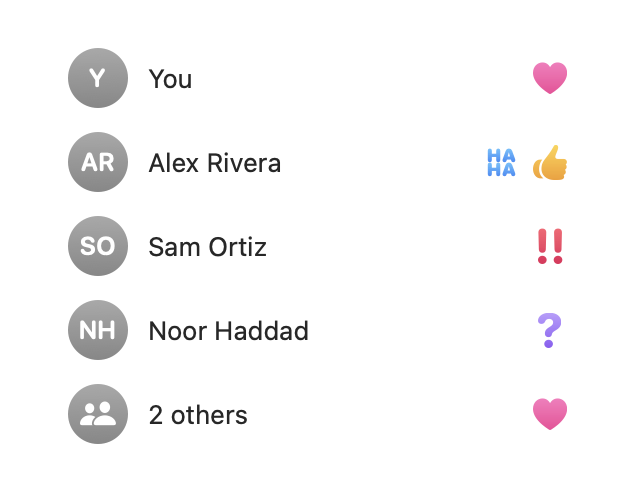 Y You
AR Alex Rivera HA HA
SO Sam Ortiz ‼
NH Noor Haddad ?
2 others